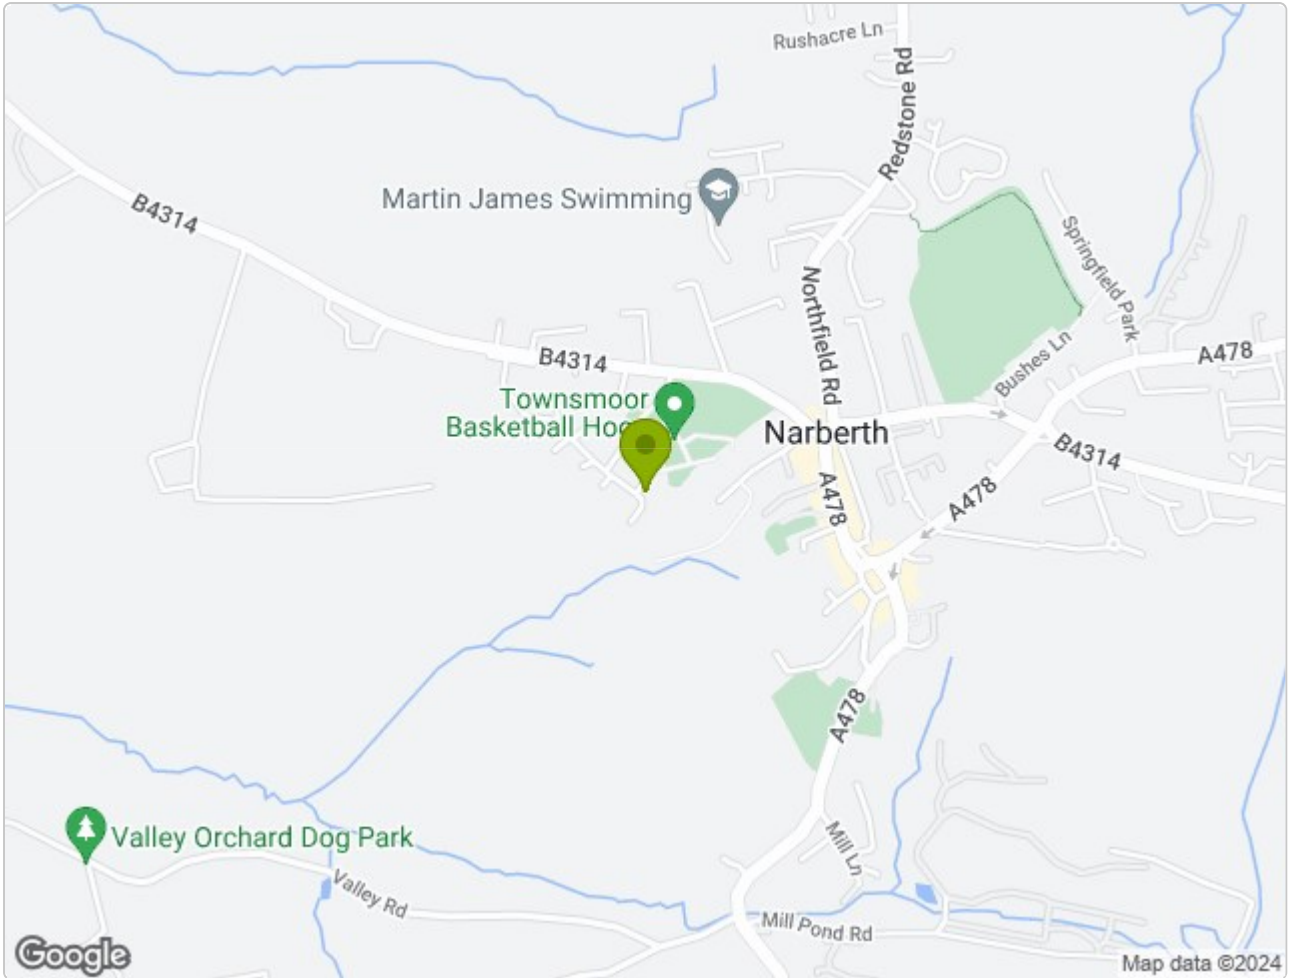 Rushacre Ln
Redstone Rd
Martin James Swimming
B4314
Springfield Park
Northfield Rd
Bushes Ln
A478
B4314
Townsmoor
Basketball Hoo
Narberth
B4314
A478
A478
A478
Mill Ln
Valley Orchard Dog Park
Valley Rd
Mill Pond Rd
Google
Map data ©2024